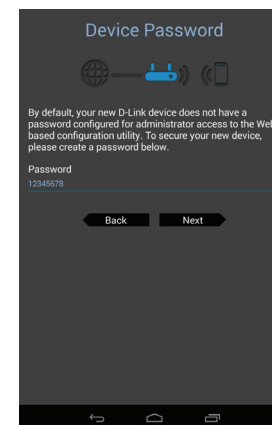 Device Password
By default, your new D-Link device does not have a
password configured for administrator access to the Web
based configuration utility. To secure your new device,
please create a password below.
Password
12345678
Back Next